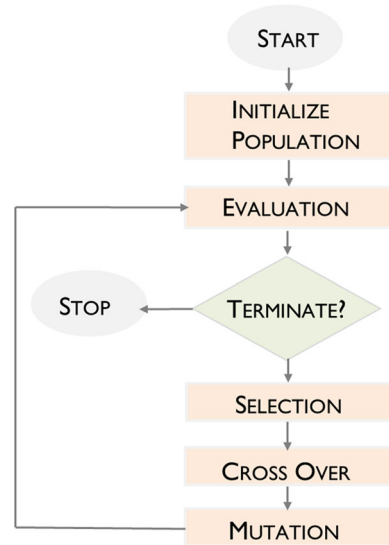 START
INITIALIZE
POPULATION
EVALUATION
TERMINATE?
STOP
SELECTION
CROSS OVER
MUTATION